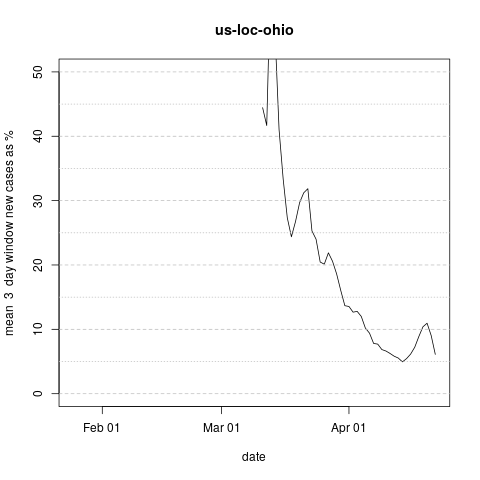 us-loc-ohio
mean 3 day window new cases as %
50
40
30
20
10
0
Feb 01
Mar 01
Apr 01
date